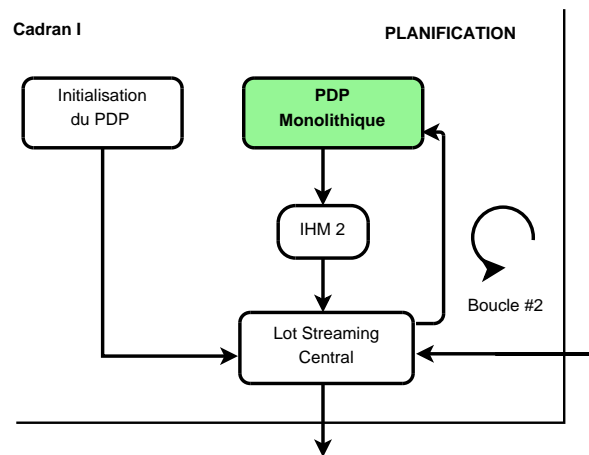 Cadran I
PLANIFICATION
Initialisation
du PDP
PDP
Monolithique
IHM 2
Boucle #2
Lot Streaming
Central